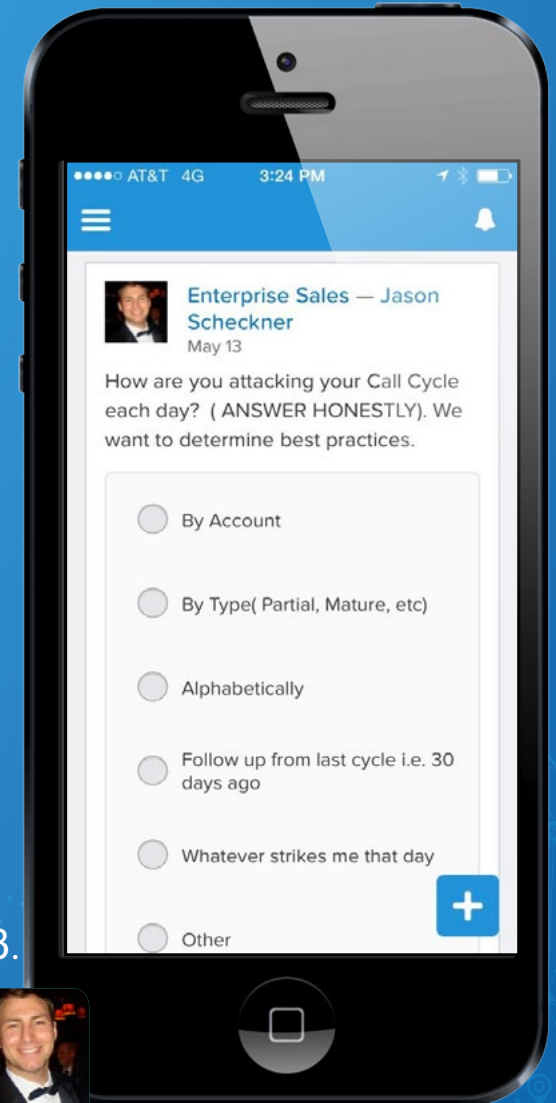 AT&T 4G 3:24 PM
Enterprise Sales — Jason
Scheckner
May 13
How are you attacking your Call Cycle
each day? ( ANSWER HONESTLY). We
want to determine best practices.
By Account
By Type( Partial, Mature, etc)
Alphabetically
Follow up from last cycle i.e. 30
days ago
Whatever strikes me that day
+
Other
3.